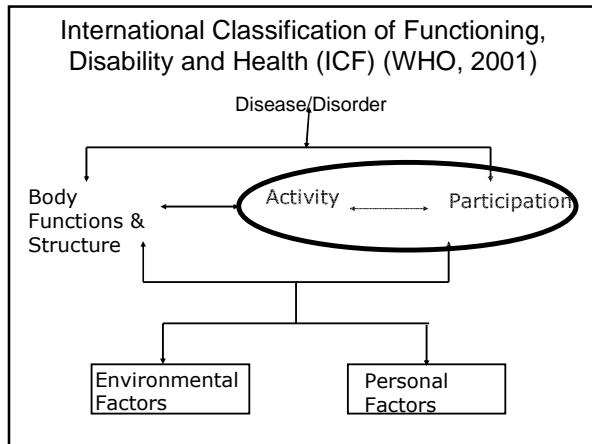 International Classification of Functioning,
Disability and Health (ICF) (WHO, 2001)
Disease/Disorder
Body
Functions &
Structure
Activity
Participation
Environmental
Factors
Personal
Factors